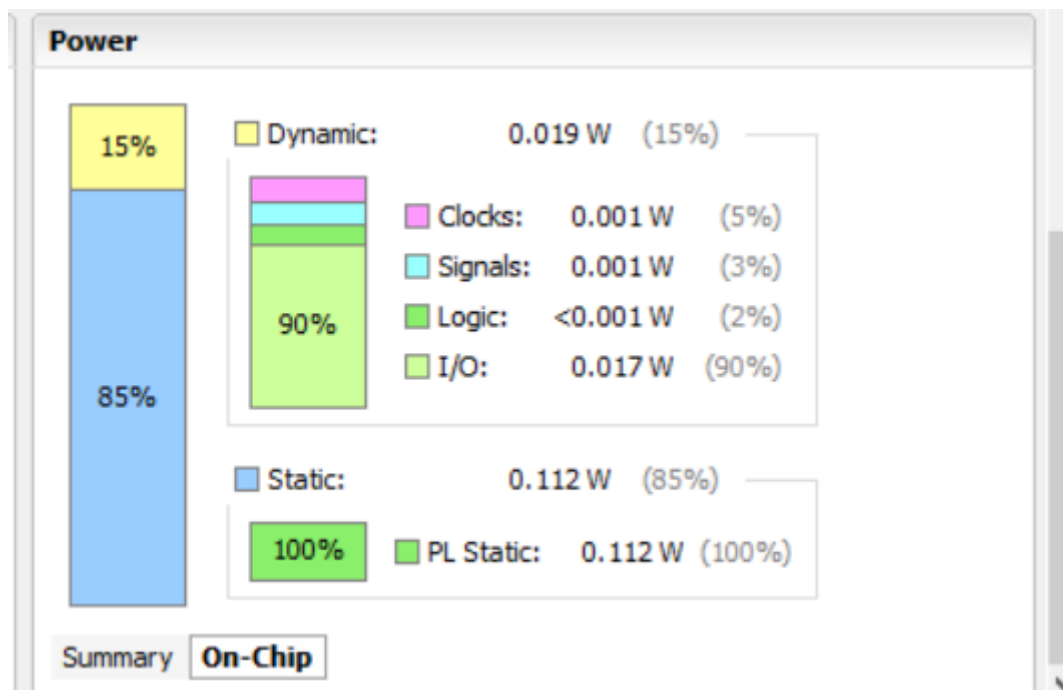 Power
15%
85%
Dynamic: 0.019 W (15%)
90%
Clocks: 0.001 W (5%)
Signals: 0.001 W (3%)
Logic: <0.001 W (2%)
I/O: 0.017 W (90%)
Static: 0.112 W (85%)
100%
PL Static: 0.112 W (100%)
Summary On-Chip